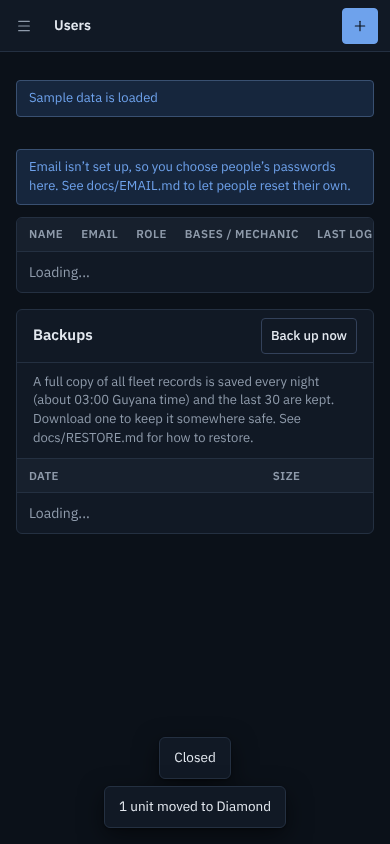 Users
Sample data is loaded
Email isn’t set up, so you choose people’s passwords
here. See docs/EMAIL.md to let people reset their own.
NAME EMAIL ROLE BASES / MECHANIC LAST LOG
Loading...
Backups Back up now
A full copy of all fleet records is saved every night
(about 03:00 Guyana time) and the last 30 are kept.
Download one to keep it somewhere safe. See
docs/RESTORE.md for how to restore.
DATE SIZE
Loading...
Closed
1 unit moved to Diamond